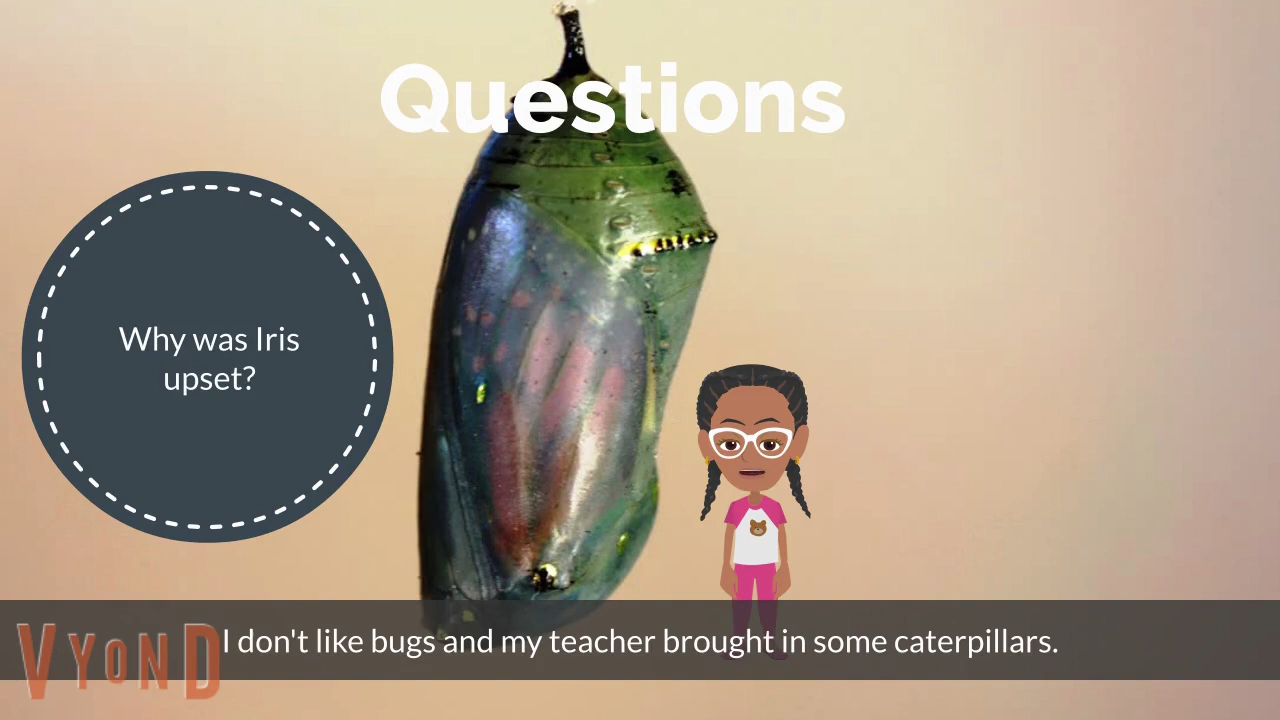 Questions
Why was Iris
upset?
I don't like bugs and my teacher brought in some caterpillars.
VYOND